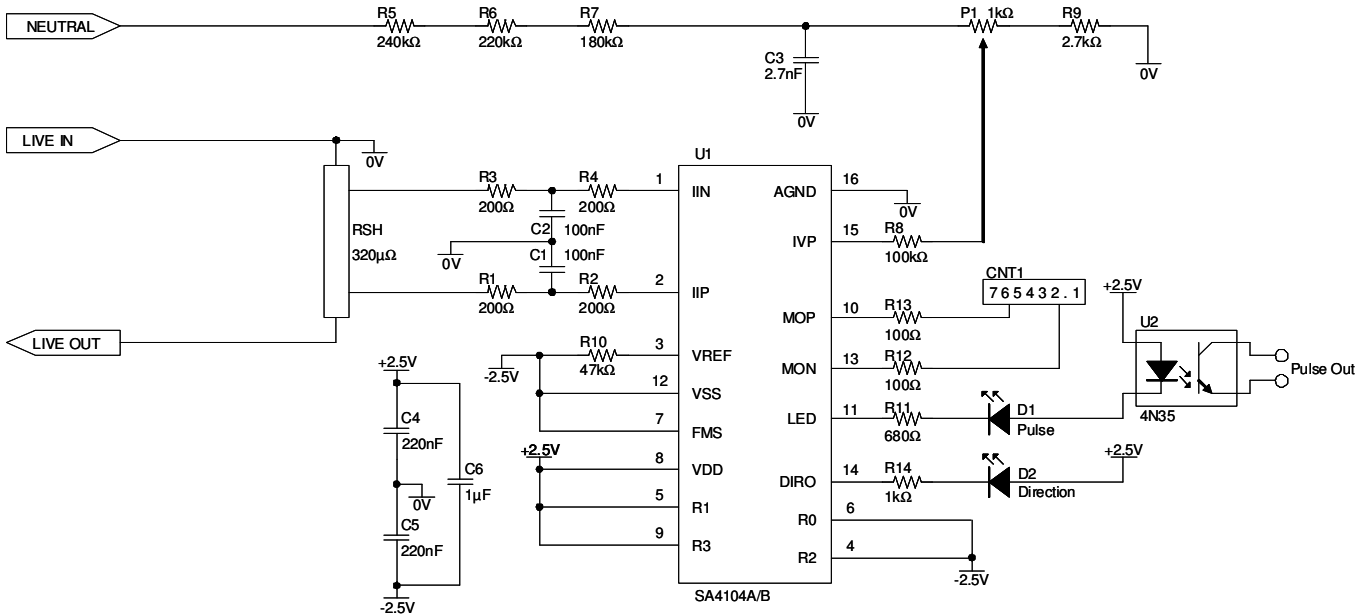 NEUTRAL
R5
240kΩ
R6
220kΩ
R7
180kΩ
C3
2.7nF
0V
P1 1kΩ
R9
2.7kΩ
0V
LIVE IN
0V
RSH
320µΩ
LIVE OUT
R3
200Ω
R4
200Ω
C2
100nF
0V
C1
100nF
R1
200Ω
R2
200Ω
R10
47kΩ
-2.5V
+2.5V
+2.5V
C4
220nF
C6
1µF
0V
C5
220nF
-2.5V
U1
1
IIN
2
IIP
3
VREF
12
VSS
7
FMS
8
VDD
5
R1
9
R3
AGND
16
0V
IVP
15
R8
100kΩ
MOP
10
R13
100Ω
MON
13
R12
100Ω
LED
11
R11
680Ω
DIRO
14
R14
1kΩ
R0
6
R2
4
-2.5V
SA4104A/B
CNT1
765432.1
D1
Pulse
D2
Direction
+2.5V
+2.5V
U2
4N35
Pulse Out